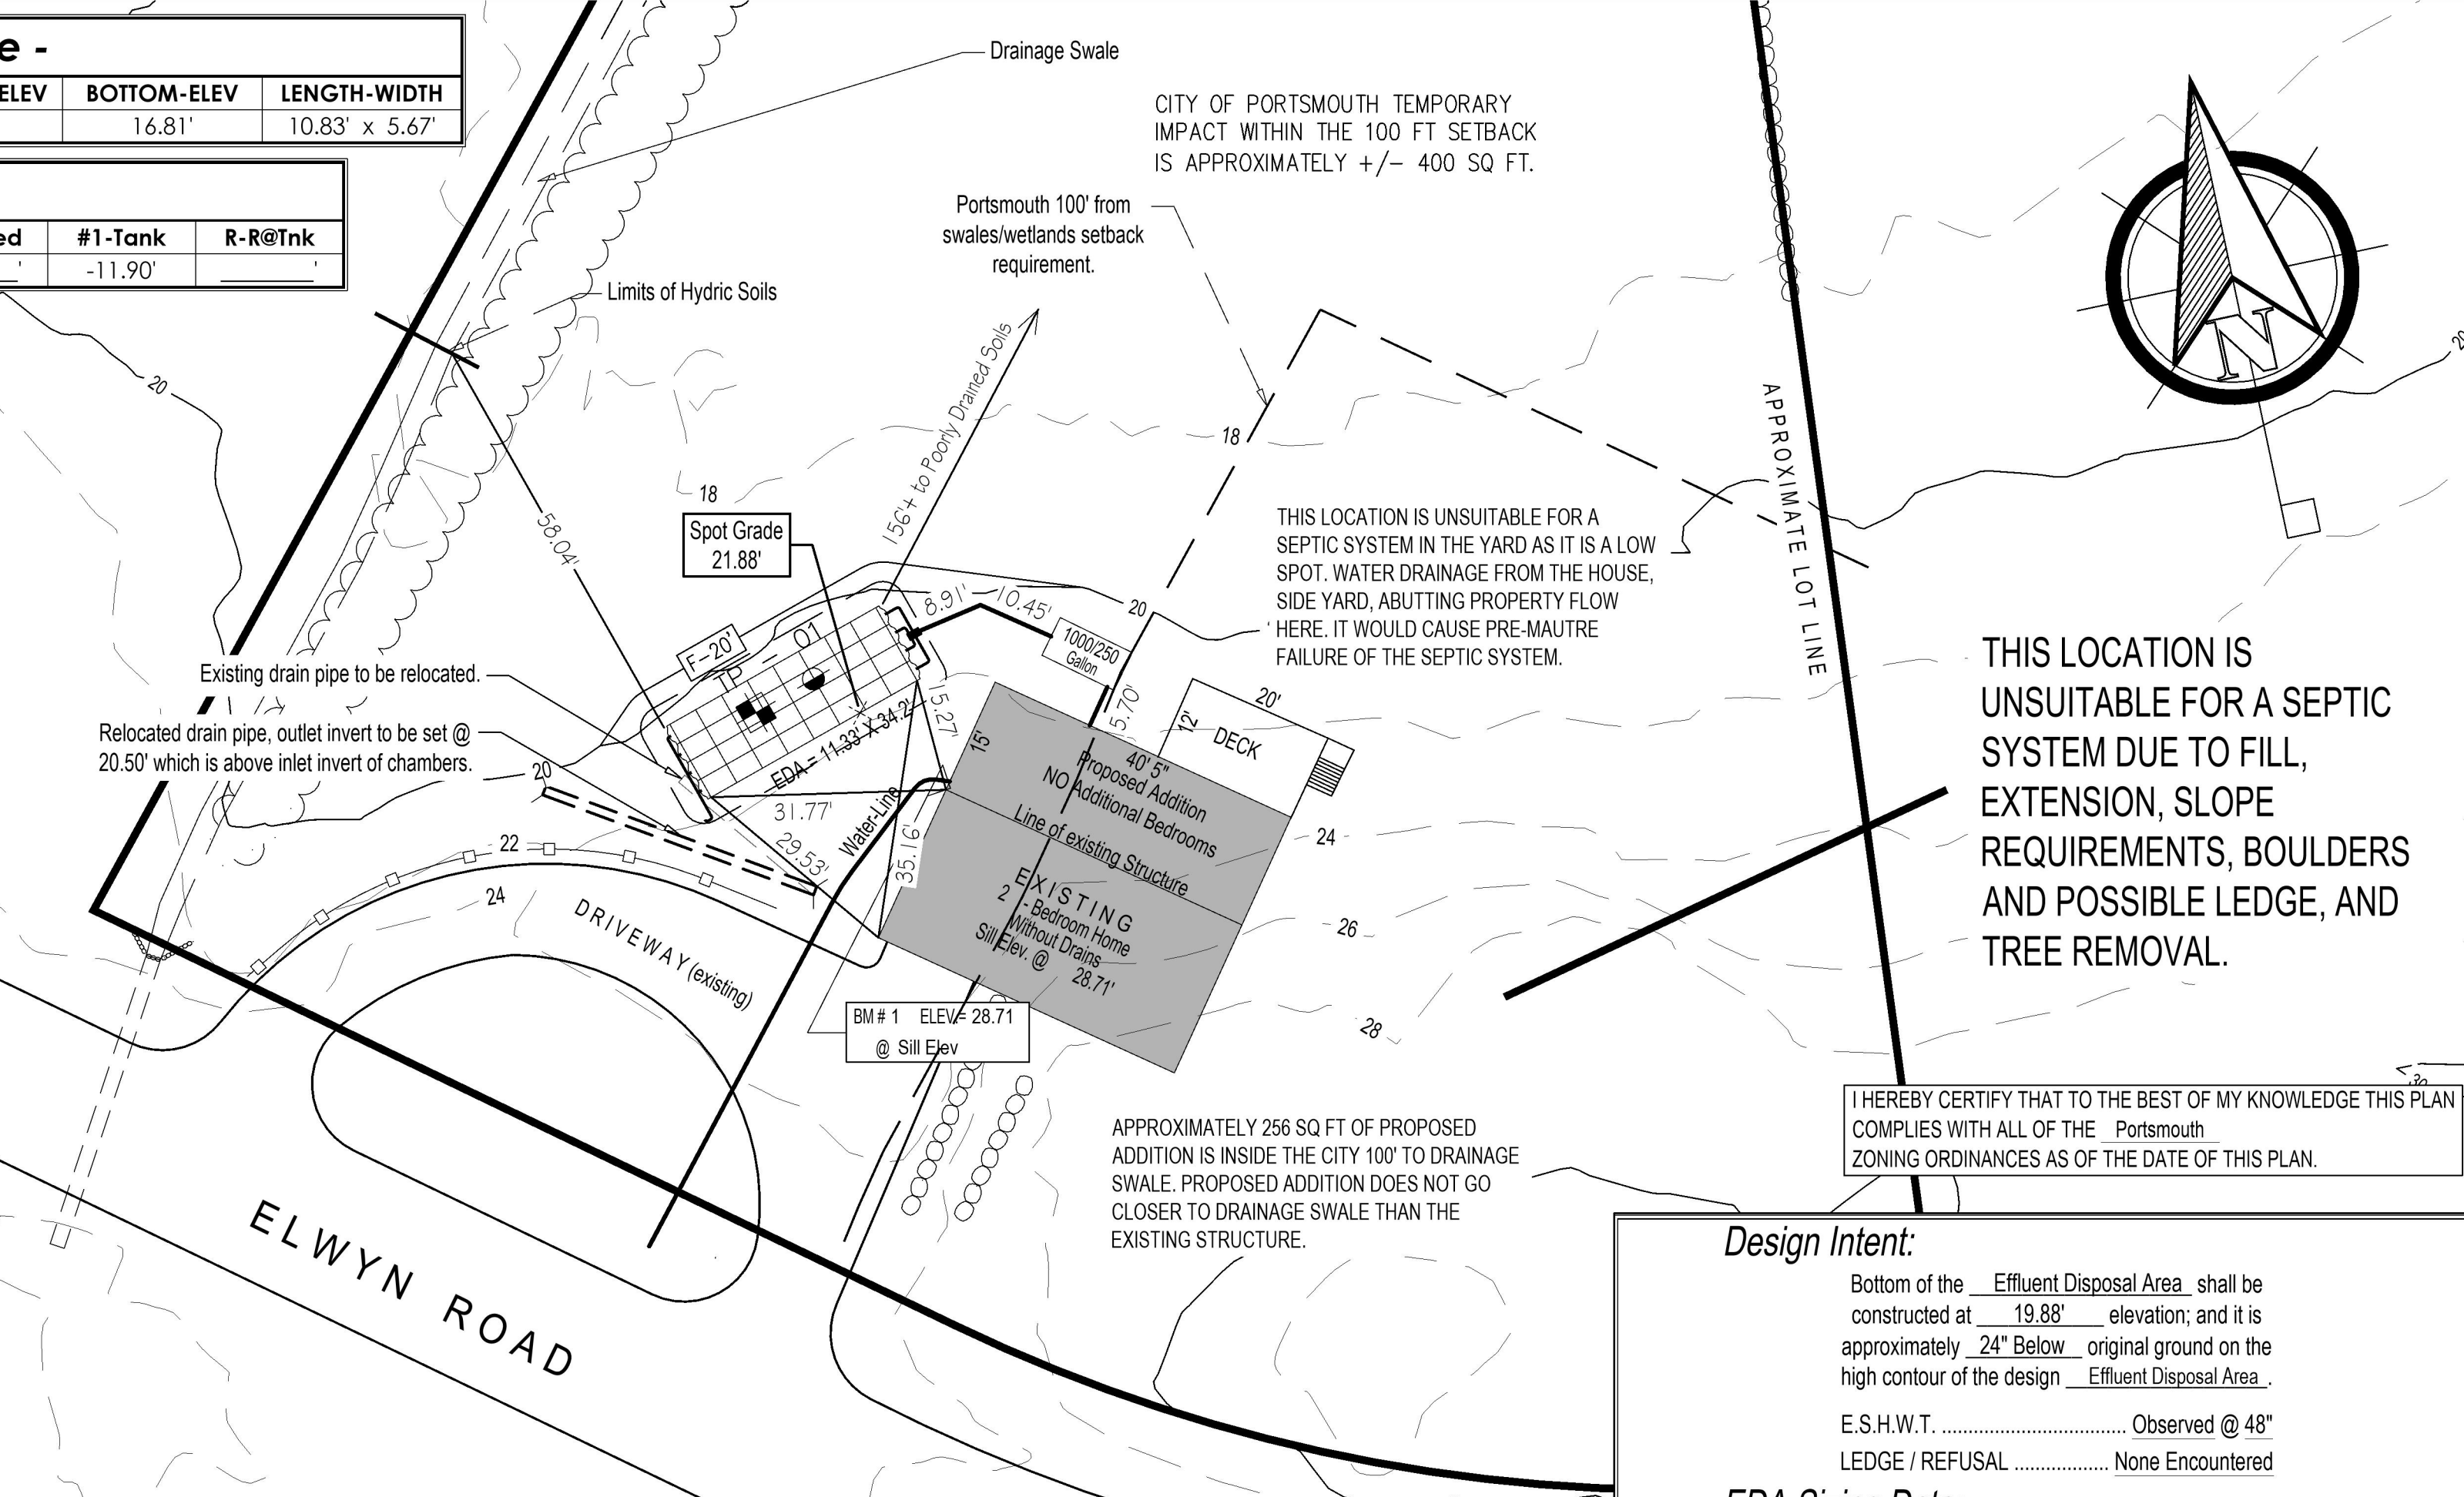 e -
ELEV BOTTOM-ELEV LENGTH-WIDTH
16.81' 10.83' x 5.67'
ed #1-Tank R-R@Tnk
' -11.90' ________'
Drainage Swale
CITY OF PORTSMOUTH TEMPORARY
IMPACT WITHIN THE 100 FT SETBACK
IS APPROXIMATELY +/- 400 SQ FT.
Portsmouth 100' from
swales/wetlands setback
requirement.
Limits of Hydric Soils
N
20
20
18
18
156'+ to Poorly Drained Soils
58.04'
APPROXIMATE LOT LINE
Spot Grade
21.88'
THIS LOCATION IS UNSUITABLE FOR A
SEPTIC SYSTEM IN THE YARD AS IT IS A LOW
SPOT. WATER DRAINAGE FROM THE HOUSE,
SIDE YARD, ABUTTING PROPERTY FLOW
HERE. IT WOULD CAUSE PRE-MAUTRE
FAILURE OF THE SEPTIC SYSTEM.
8.91'
10.45'
20
1000/250
Gallon
F-20'
TP
01
EDA = 11.33' X 34.2'
15.27'
15'
5.70'
12'
20'
DECK
Existing drain pipe to be relocated.
Relocated drain pipe, outlet invert to be set @
20.50' which is above inlet invert of chambers.
20
31.77'
29.53'
Water-Line
35.16'
40' 5"
Proposed Addition
NO Additional Bedrooms
Line of existing Structure
EXISTING
2 - Bedroom Home
Without Drains
Sill Elev. @ 28.71'
22
24
24
26
28
DRIVEWAY (existing)
BM # 1 ELEV= 28.71
@ Sill Elev
THIS LOCATION IS
UNSUITABLE FOR A SEPTIC
SYSTEM DUE TO FILL,
EXTENSION, SLOPE
REQUIREMENTS, BOULDERS
AND POSSIBLE LEDGE, AND
TREE REMOVAL.
30
I HEREBY CERTIFY THAT TO THE BEST OF MY KNOWLEDGE THIS PLAN
COMPLIES WITH ALL OF THE Portsmouth
ZONING ORDINANCES AS OF THE DATE OF THIS PLAN.
APPROXIMATELY 256 SQ FT OF PROPOSED
ADDITION IS INSIDE THE CITY 100' TO DRAINAGE
SWALE. PROPOSED ADDITION DOES NOT GO
CLOSER TO DRAINAGE SWALE THAN THE
EXISTING STRUCTURE.
ELWYN ROAD
Design Intent:
Bottom of the Effluent Disposal Area shall be
constructed at 19.88' elevation; and it is
approximately 24" Below original ground on the
high contour of the design Effluent Disposal Area.
E.S.H.W.T. .................................. Observed @ 48"
LEDGE / REFUSAL .................. None Encountered